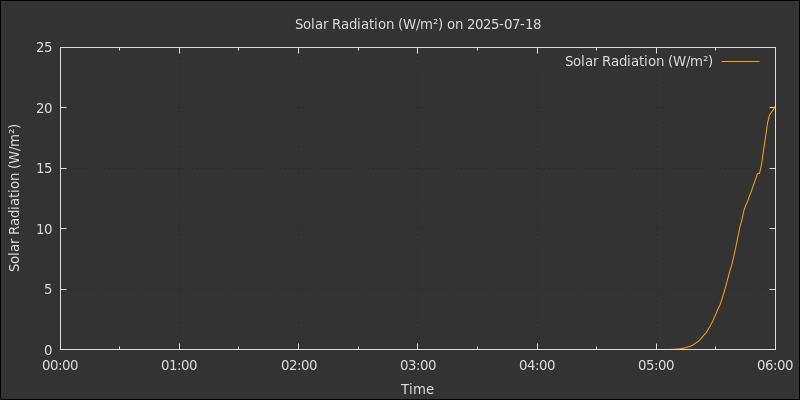 Solar Radiation (W/m²) on 2025-07-18
Solar Radiation (W/m²)
Solar Radiation (W/m²)
25
20
15
10
5
0
00:00 01:00 02:00 03:00 04:00 05:00 06:00
Time